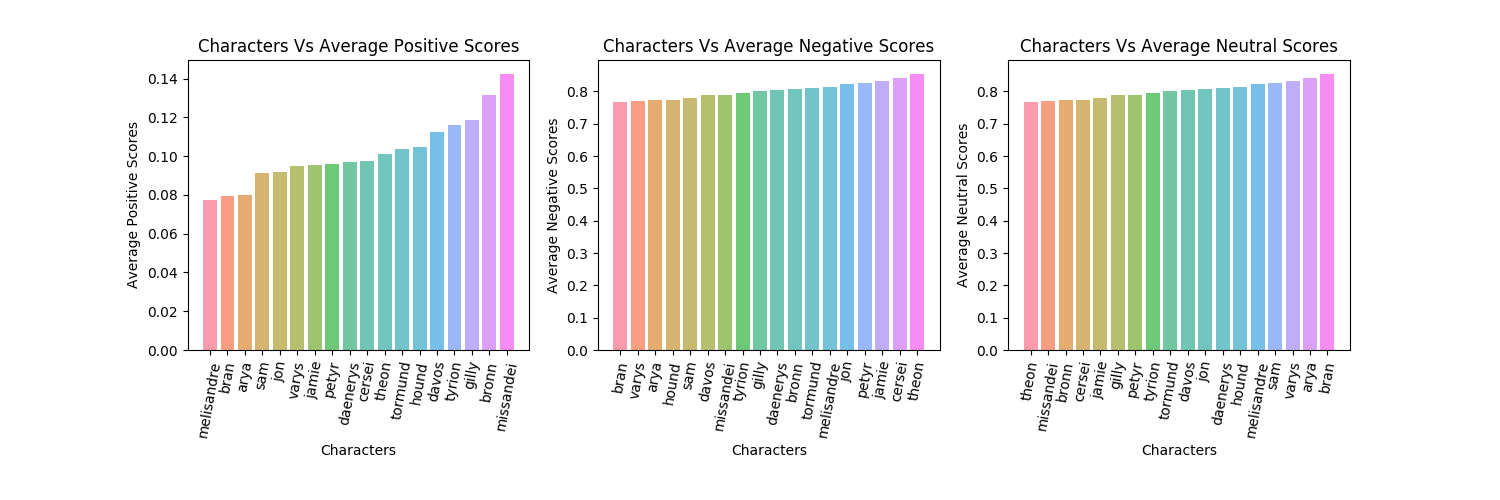 Characters Vs Average Positive Scores
Average Positive Scores
0.14
0.12
0.10
0.08
0.06
0.04
0.02
0.00
melisandre
bran
arya
sam
jon
varys
jamie
petyr
daenerys
cersei
theon
tormund
hound
davos
tyrion
gilly
bronn
missandei
Characters
Characters Vs Average Negative Scores
Average Negative Scores
0.8
0.7
0.6
0.5
0.4
0.3
0.2
0.1
0.0
bran
varys
arya
hound
sam
davos
missandei
tyrion
gilly
daenerys
bronn
tormund
melisandre
jon
petyr
jamie
cersei
theon
Characters
Characters Vs Average Neutral Scores
Average Neutral Scores
0.8
0.7
0.6
0.5
0.4
0.3
0.2
0.1
0.0
theon
missandei
bronn
cersei
jamie
gilly
petyr
tyrion
tormund
davos
jon
daenerys
hound
melisandre
sam
varys
arya
bran
Characters